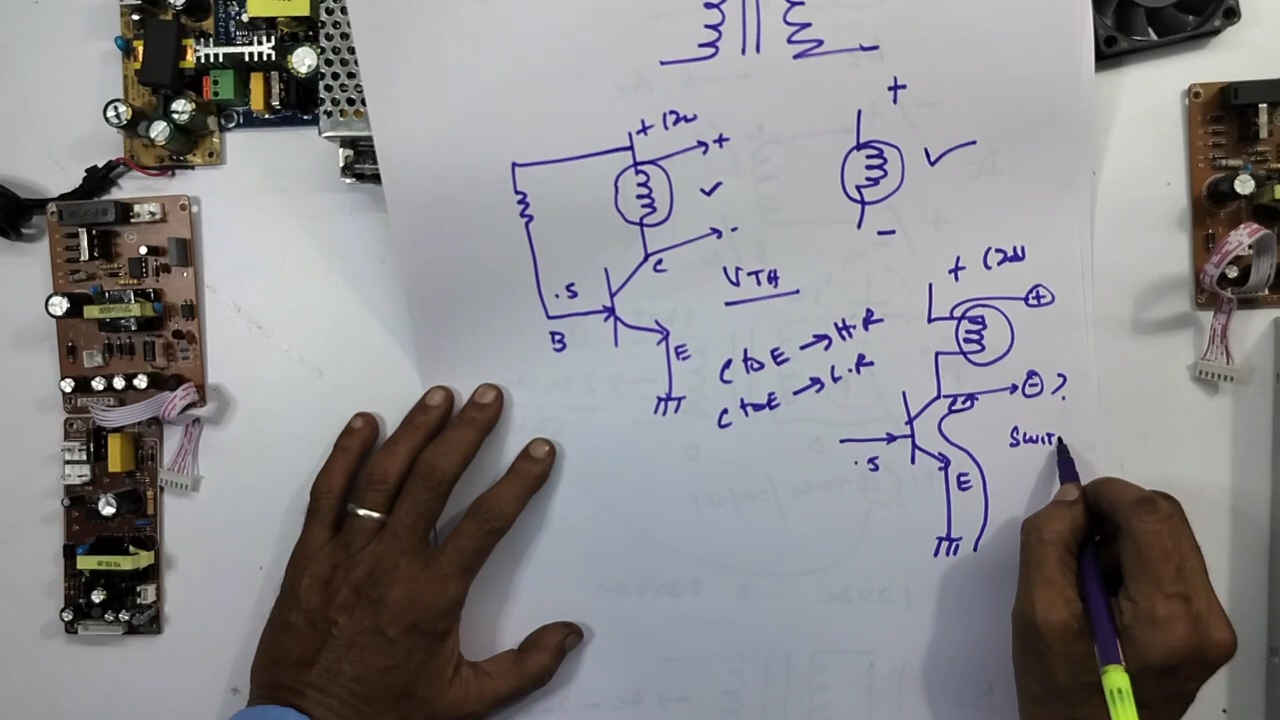 +
+ 12v
+
-
C
.5
B
E
VTH
C to E → H.R
C to E → L.R
-
+ 12v
+
- ?
.5
E
SWIT